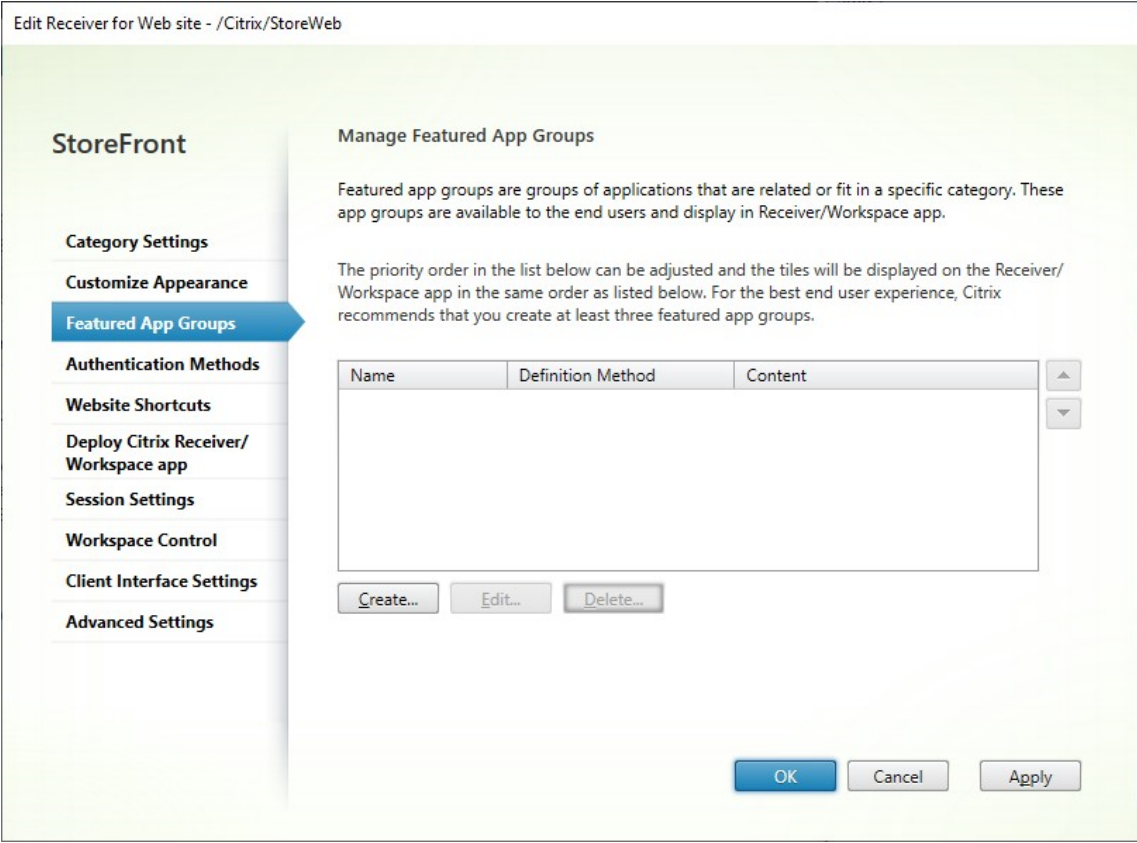 Edit Receiver for Web site - /Citrix/StoreWeb
StoreFront
Category Settings
Customize Appearance
Featured App Groups
Authentication Methods
Website Shortcuts
Deploy Citrix Receiver/
Workspace app
Session Settings
Workspace Control
Client Interface Settings
Advanced Settings
Manage Featured App Groups
Featured app groups are groups of applications that are related or fit in a specific category. These
app groups are available to the end users and display in Receiver/Workspace app.
The priority order in the list below can be adjusted and the tiles will be displayed on the Receiver/
Workspace app in the same order as listed below. For the best end user experience, Citrix
recommends that you create at least three featured app groups.
Name Definition Method Content
Create... Edit... Delete...
OK Cancel Apply